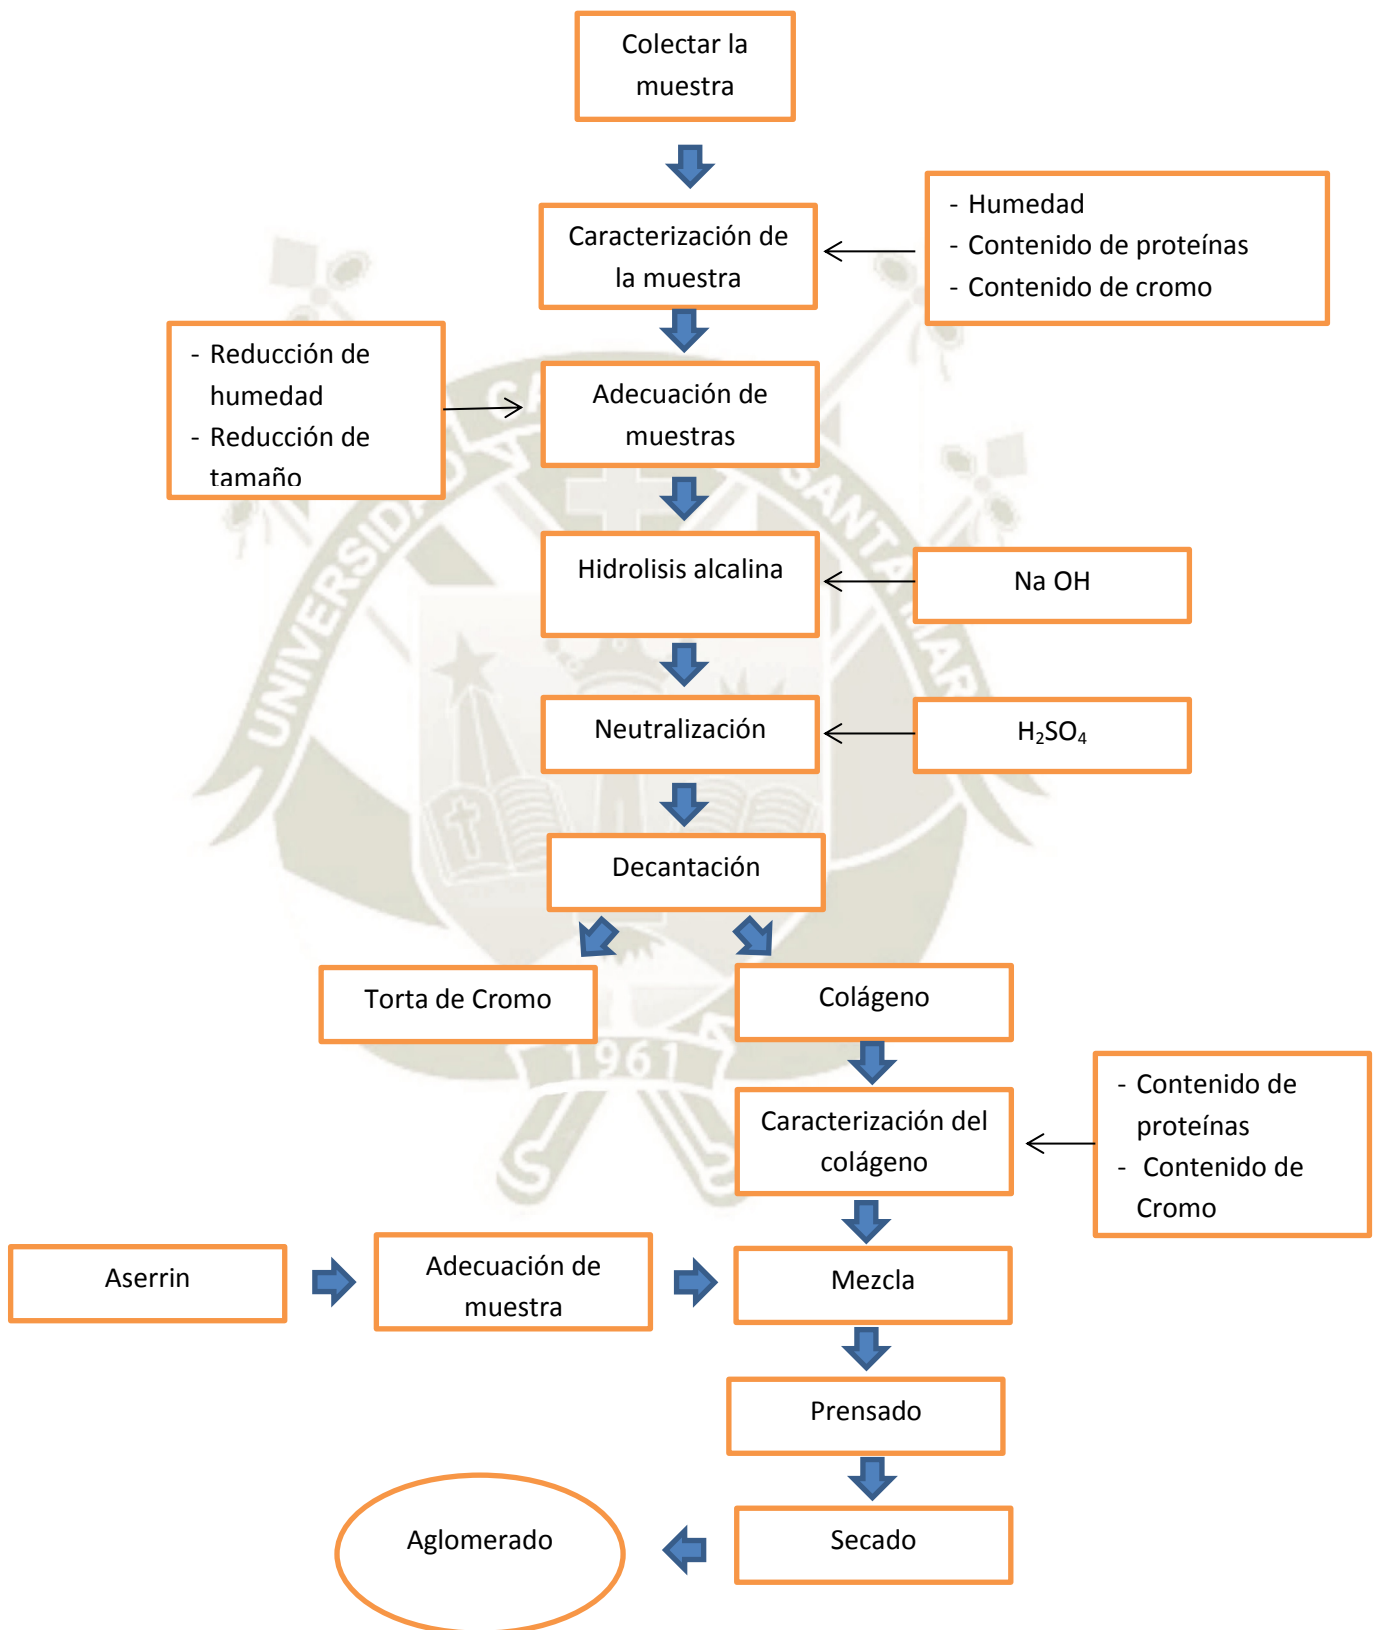 Colectar la
muestra
Caracterización de
la muestra
- Humedad
- Contenido de proteínas
- Contenido de cromo
- Reducción de
humedad
- Reducción de
tamaño
Adecuación de
muestras
Hidrolisis alcalina
Na OH
Neutralización
H₂SO₄
Decantación
Torta de Cromo
Colágeno
Caracterización del
colágeno
- Contenido de
proteínas
- Contenido de
Cromo
Aserrin
Adecuación de
muestra
Mezcla
Prensado
Secado
Aglomerado
1961